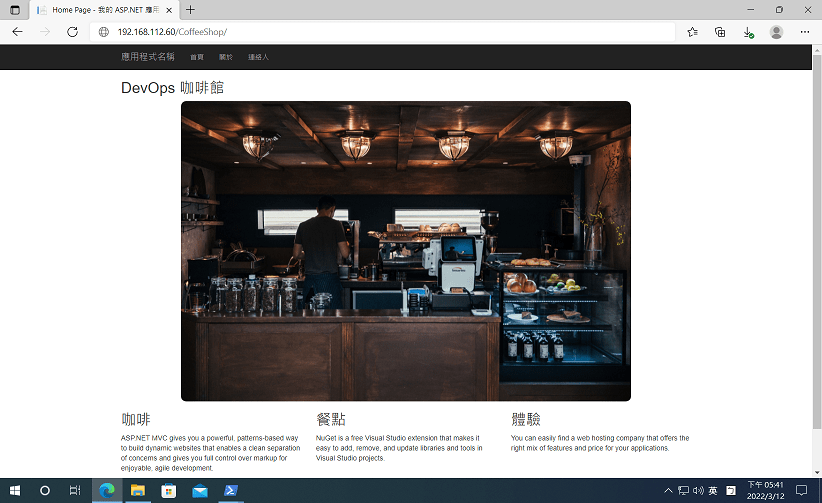 Home Page - 我的 ASP.NET 應用
192.168.112.60/CoffeeShop/
應用程式名稱 首頁 關於 連絡人
DevOps 咖啡館
咖啡
ASP.NET MVC gives you a powerful, patterns-based way
to build dynamic websites that enables a clean separation
of concerns and gives you full control over markup for
enjoyable, agile development.
餐點
NuGet is a free Visual Studio extension that makes it
easy to add, remove, and update libraries and tools in
Visual Studio projects.
體驗
You can easily find a web hosting company that offers the
right mix of features and price for your applications.
英
下午 05:41
2022/3/12